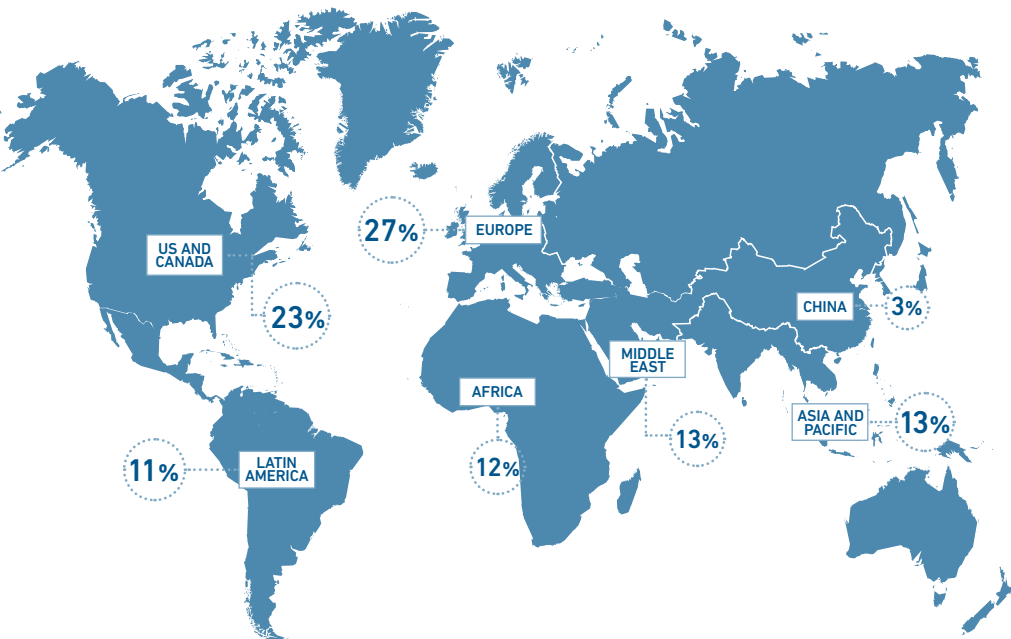 27%
EUROPE
US AND
CANADA
23%
CHINA
3%
MIDDLE
EAST
AFRICA
ASIA AND
PACIFIC
13%
13%
12%
11%
LATIN
AMERICA